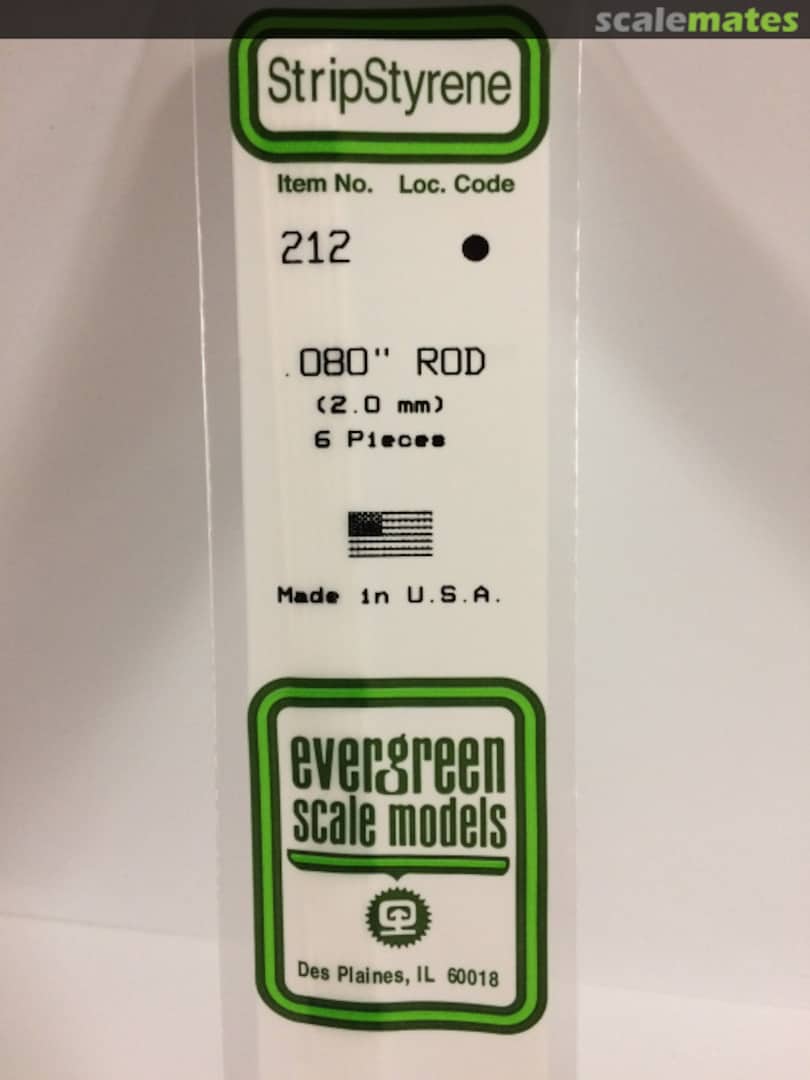 scalemates
StripStyrene
Item No. Loc. Code
212 ●
.080" ROD
(2.0 mm)
6 Pieces
Made in U.S.A.
evergreen
scale models
Des Plaines, IL 60018